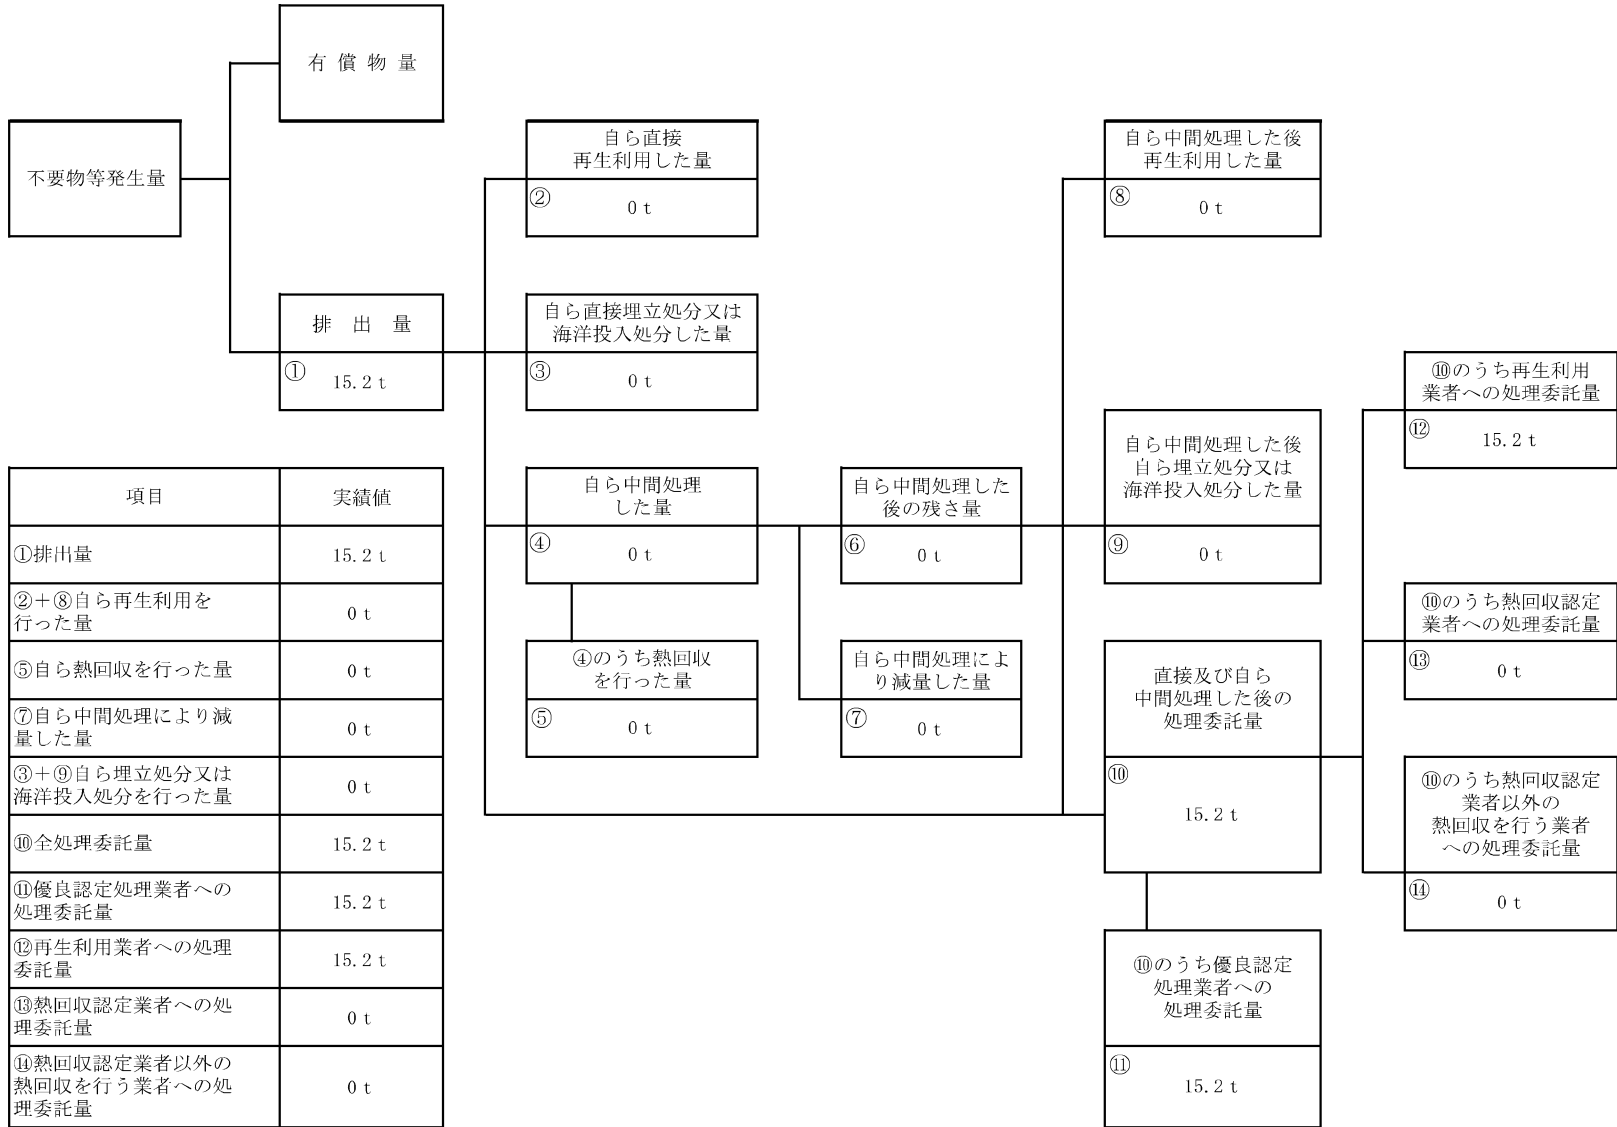 有 償 物 量
不要物等発生量
排 出 量
①
15.2 t
自ら直接
再生利用した量
②
0 t
自ら直接埋立処分又は
海洋投入処分した量
③
0 t
自ら中間処理
した量
④
0 t
④のうち熱回収
を行った量
⑤
0 t
自ら中間処理した
後の残さ量
⑥
0 t
自ら中間処理によ
り減量した量
⑦
0 t
自ら中間処理した後
再生利用した量
⑧
0 t
自ら中間処理した後
自ら埋立処分又は
海洋投入処分した量
⑨
0 t
直接及び自ら
中間処理した後の
処理委託量
⑩
15.2 t
⑩のうち優良認定
処理業者への
処理委託量
⑪
15.2 t
⑩のうち再生利用
業者への処理委託量
⑫
15.2 t
⑩のうち熱回収認定
業者への処理委託量
⑬
0 t
⑩のうち熱回収認定
業者以外の
熱回収を行う業者
への処理委託量
⑭
0 t
項目 実績値
①排出量 15.2 t
②+⑧自ら再生利用を
行った量
0 t
⑤自ら熱回収を行った量 0 t
⑦自ら中間処理により減
量した量
0 t
③+⑨自ら埋立処分又は
海洋投入処分を行った量
0 t
⑩全処理委託量 15.2 t
⑪優良認定処理業者への
処理委託量
15.2 t
⑫再生利用業者への処理
委託量
15.2 t
⑬熱回収認定業者への処
理委託量
0 t
⑭熱回収認定業者以外の
熱回収を行う業者への処
理委託量
0 t